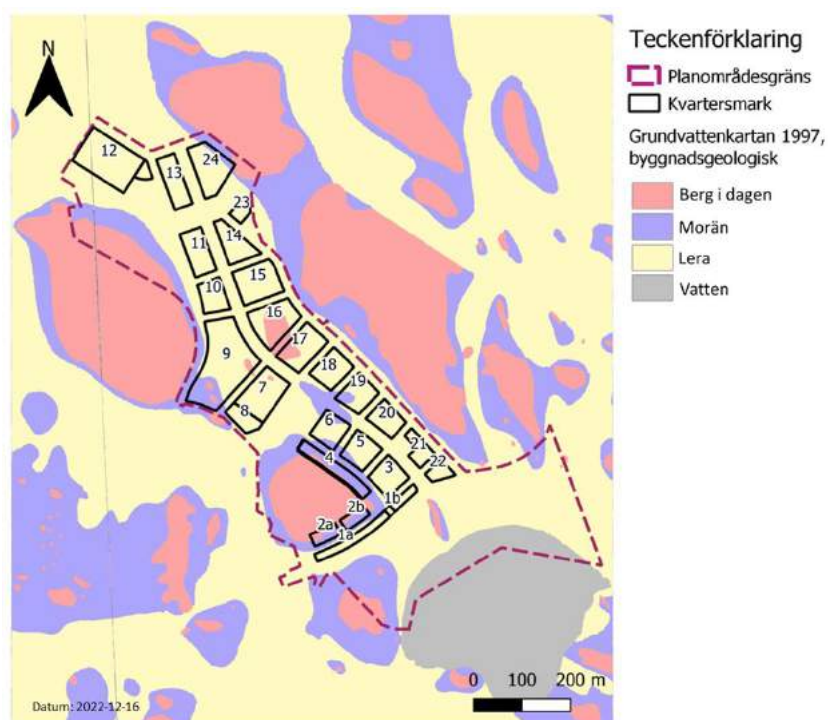 N
12
13
24
23
11
14
10
15
16
9
17
18
7
19
8
20
6
5
21
4
3
22
2b
1b
2a
1a
0 100 200 m
Datum: 2022-12-16
Teckenförklaring
Planområdesgräns
Kvartersmark
Grundvattenkartan 1997,
byggnadsgeologisk
Berg i dagen
Morän
Lera
Vatten